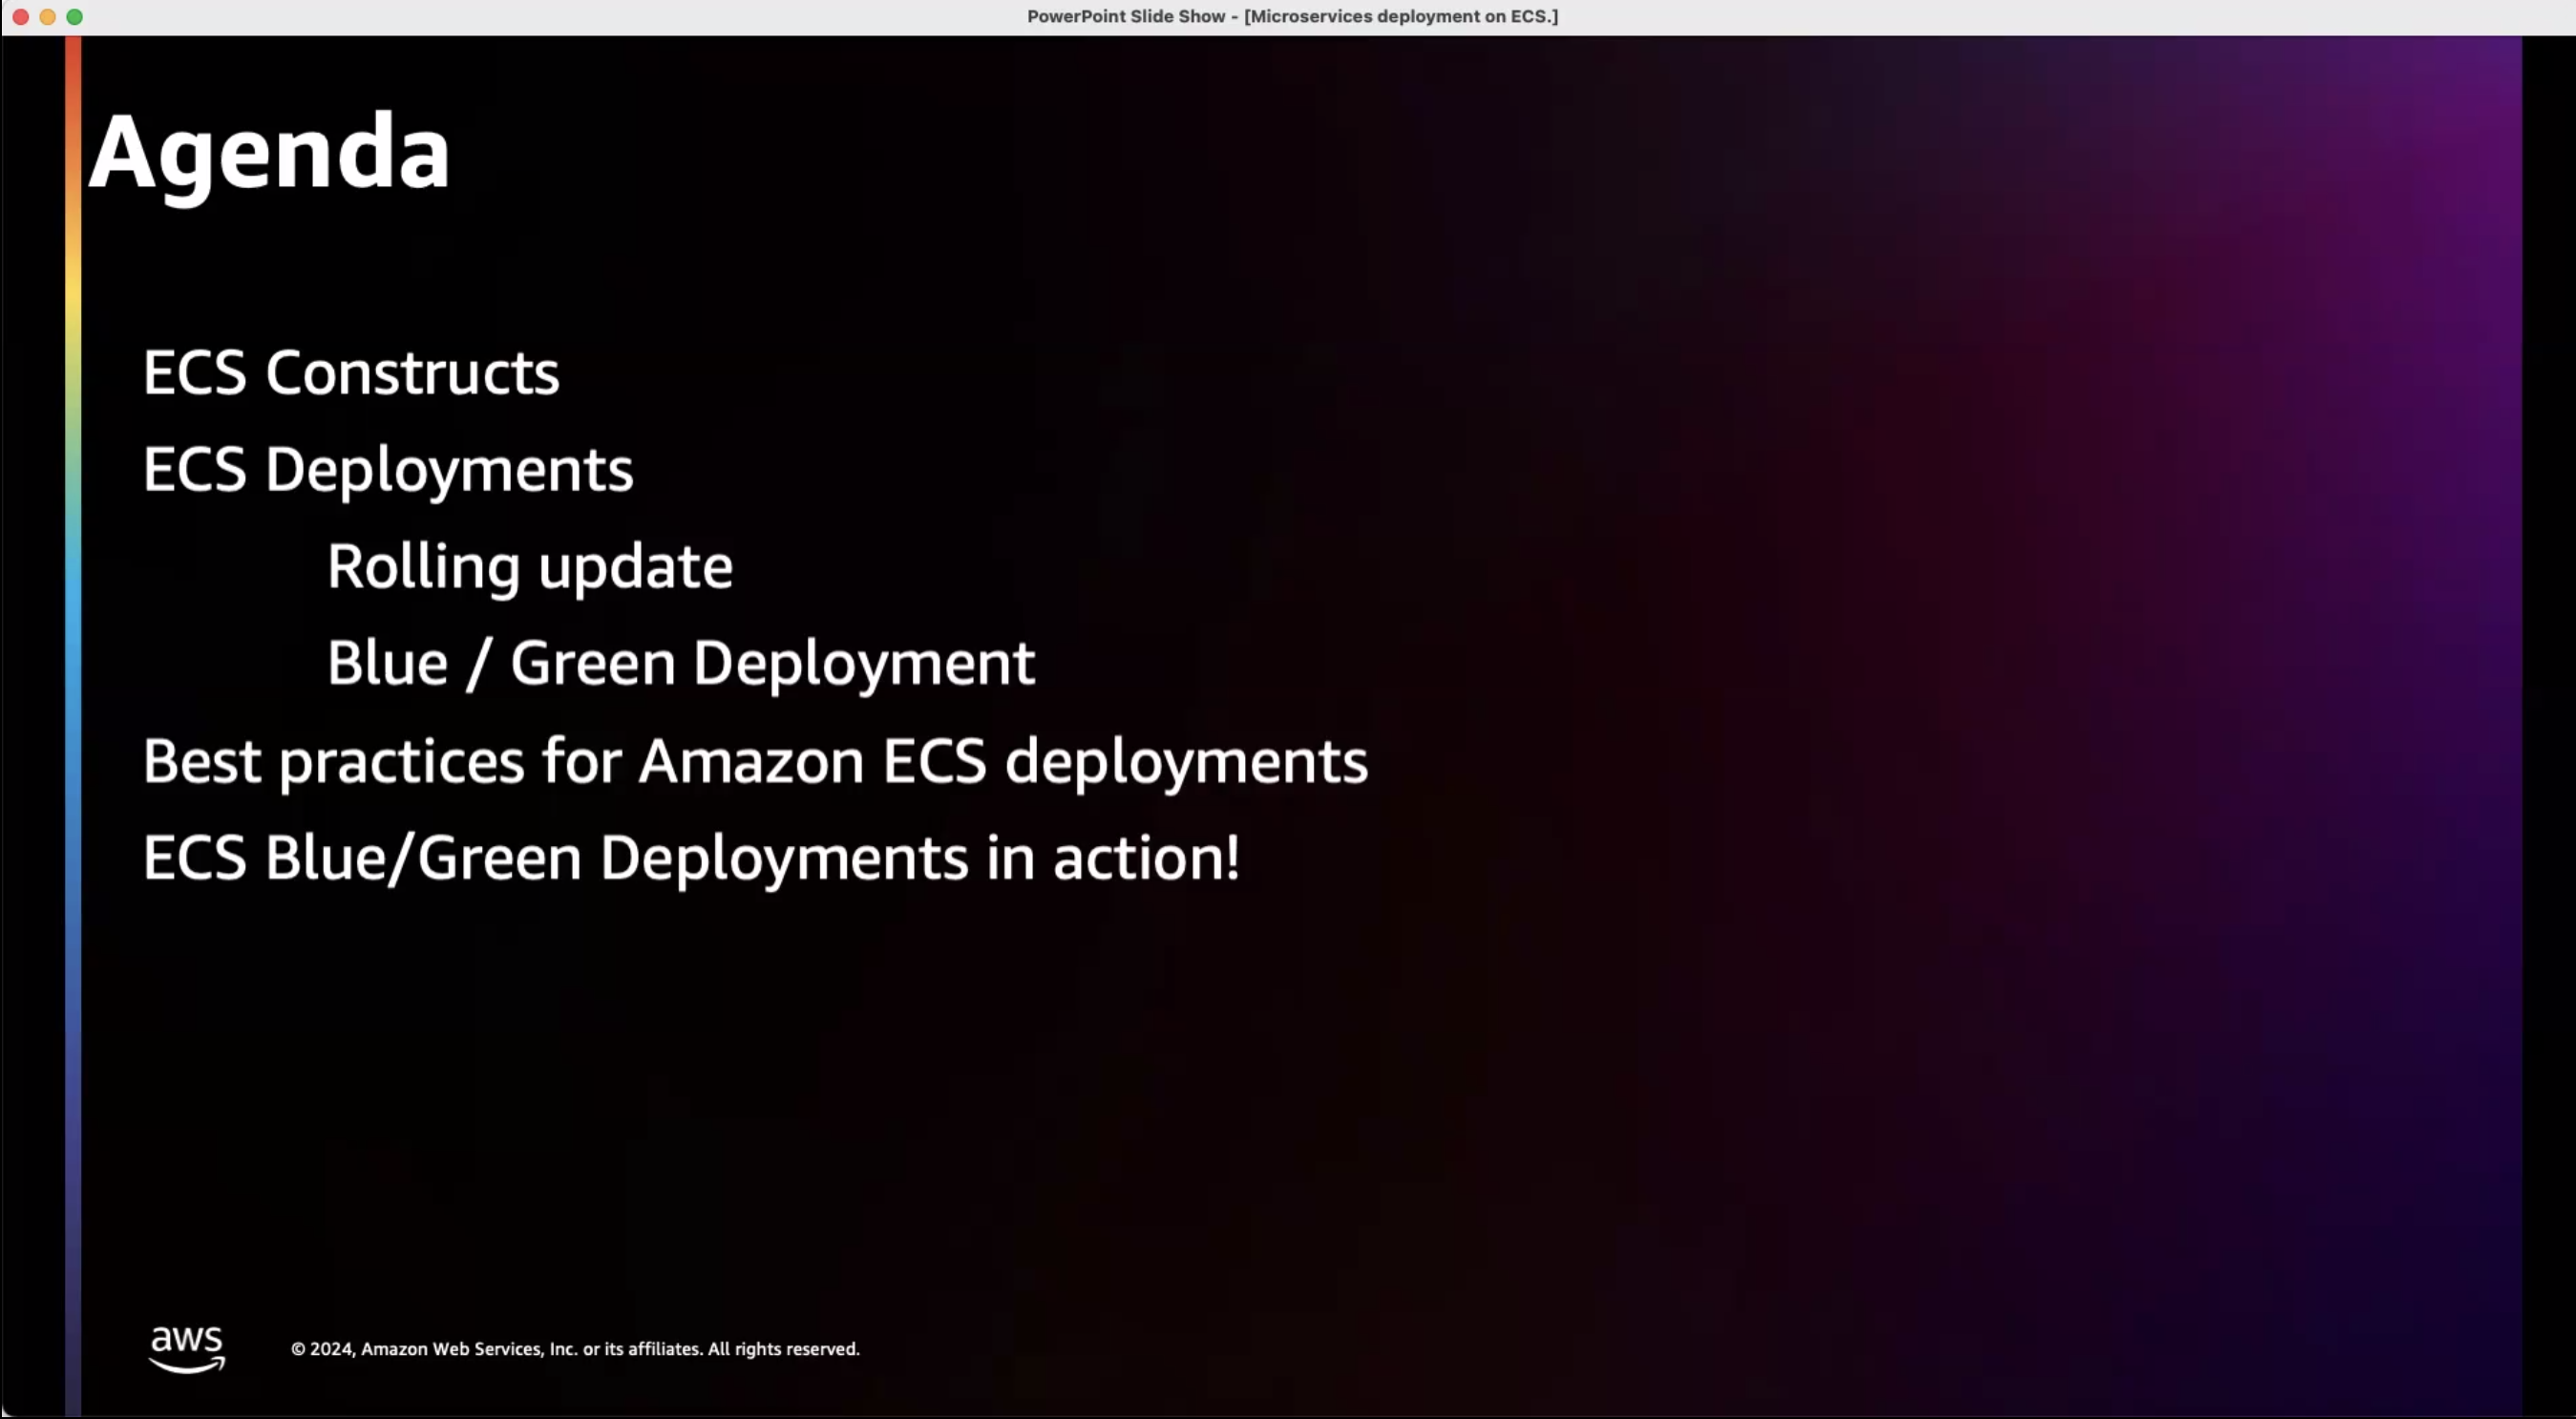 PowerPoint Slide Show - [Microservices deployment on ECS.]
Agenda
ECS Constructs
ECS Deployments
Rolling update
Blue / Green Deployment
Best practices for Amazon ECS deployments
ECS Blue/Green Deployments in action!
aws
© 2024, Amazon Web Services, Inc. or its affiliates. All rights reserved.